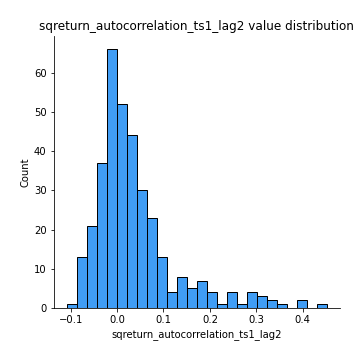 sqreturn_autocorrelation_ts1_lag2 value distribution
60
50
40
30
20
10
0
Count
−0.1 0.0 0.1 0.2 0.3 0.4
sqreturn_autocorrelation_ts1_lag2